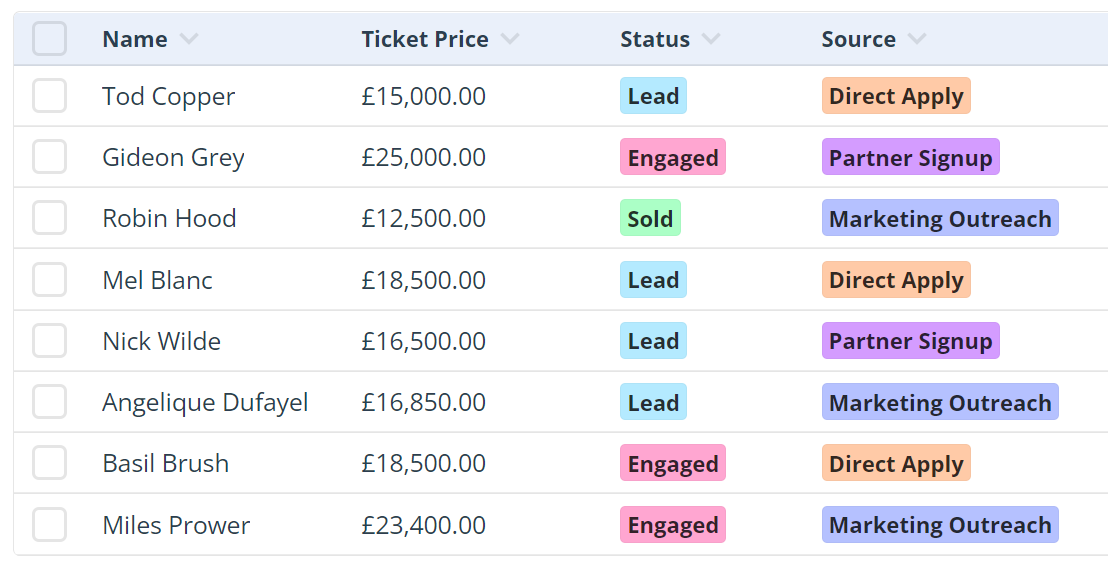 Name Ticket Price Status Source
Tod Copper £15,000.00 Lead Direct Apply
Gideon Grey £25,000.00 Engaged Partner Signup
Robin Hood £12,500.00 Sold Marketing Outreach
Mel Blanc £18,500.00 Lead Direct Apply
Nick Wilde £16,500.00 Lead Partner Signup
Angelique Dufayel £16,850.00 Lead Marketing Outreach
Basil Brush £18,500.00 Engaged Direct Apply
Miles Prower £23,400.00 Engaged Marketing Outreach